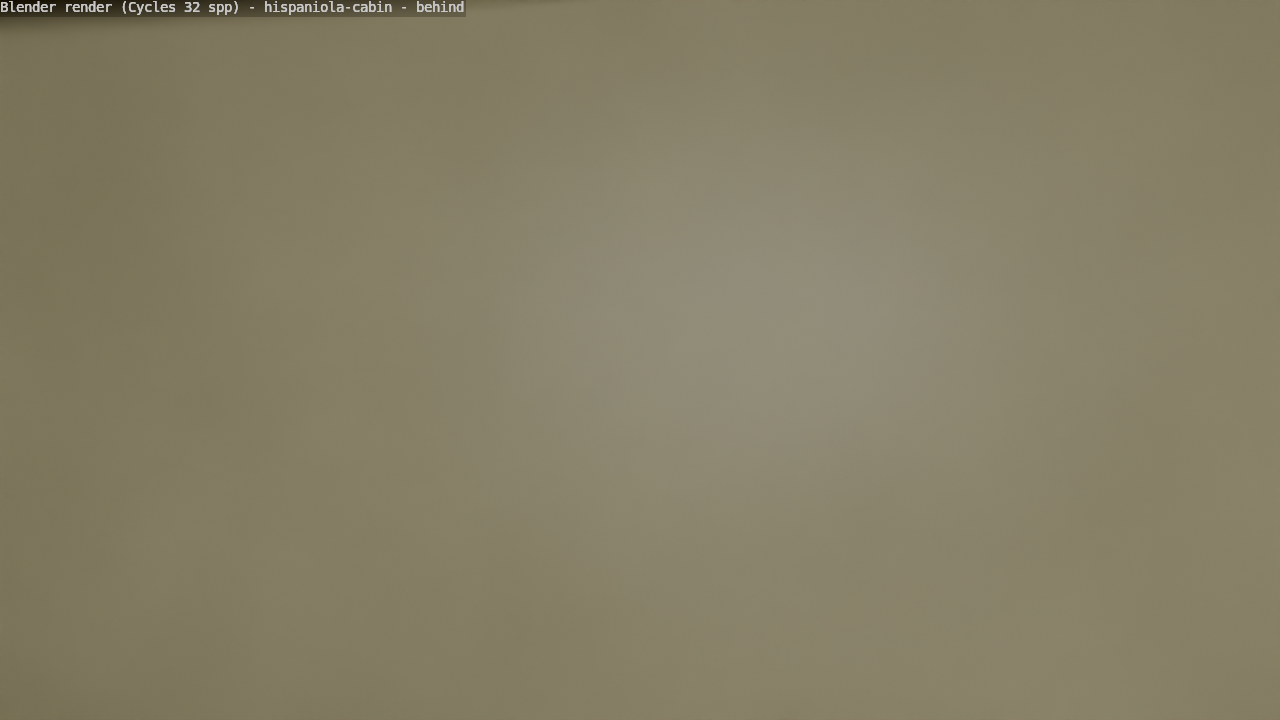 Blender render (Cycles 32 spp) - hispaniola-cabin - behind